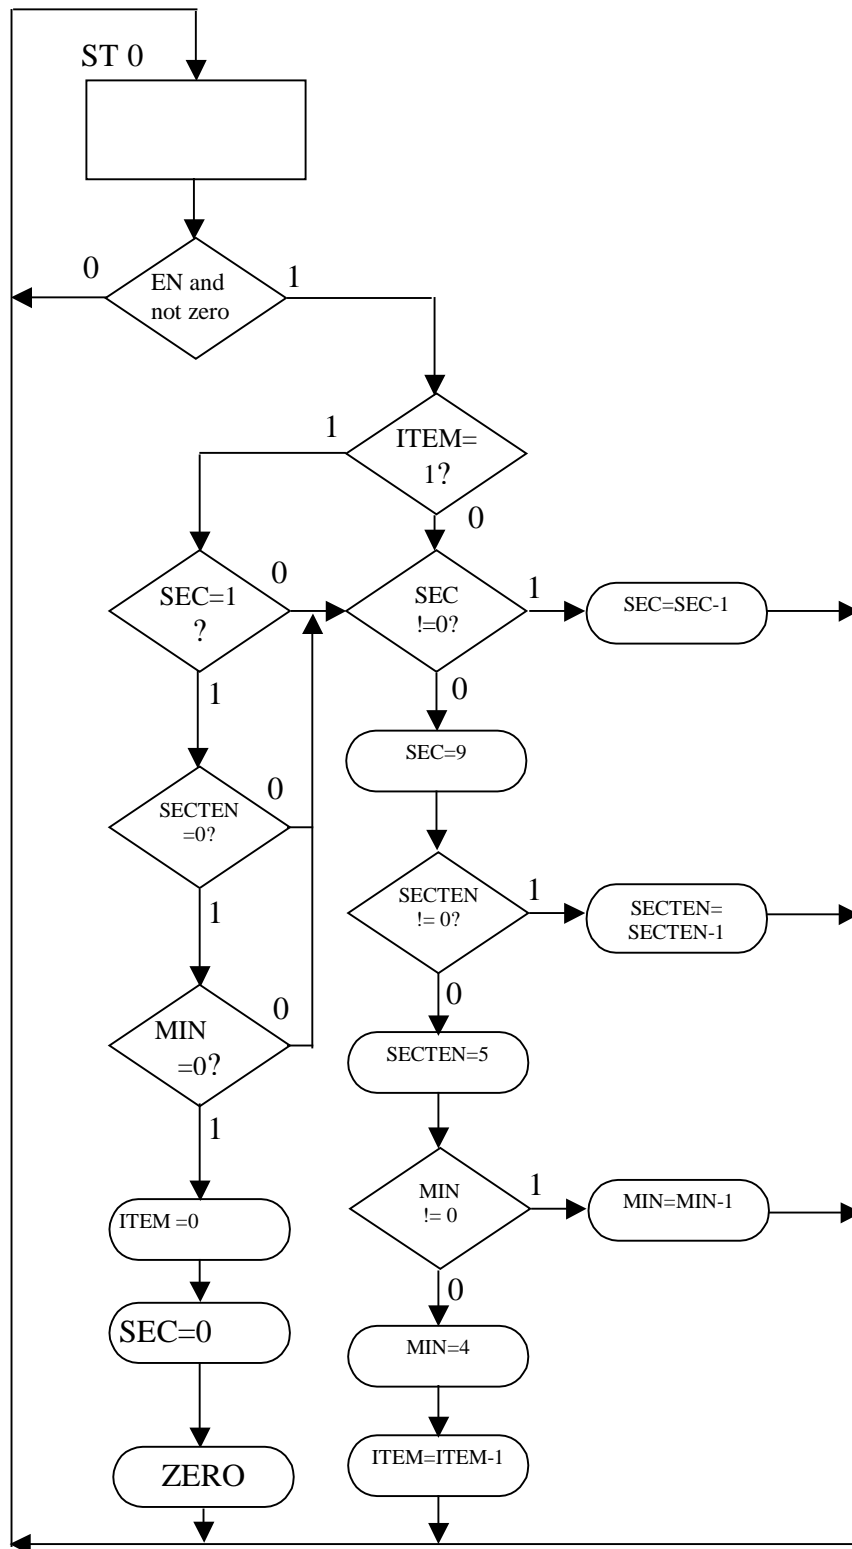 ST 0
0
EN and
not zero
1
1
ITEM=
1?
0
SEC=1
?
0
SEC
!=0?
1
SEC=SEC-1
1
0
SEC=9
SECTEN
=0?
0
SECTEN
!= 0?
1
SECTEN=
SECTEN-1
1
0
MIN
=0?
0
SECTEN=5
1
MIN
!= 0
1
MIN=MIN-1
ITEM =0
0
SEC=0
MIN=4
ZERO
ITEM=ITEM-1